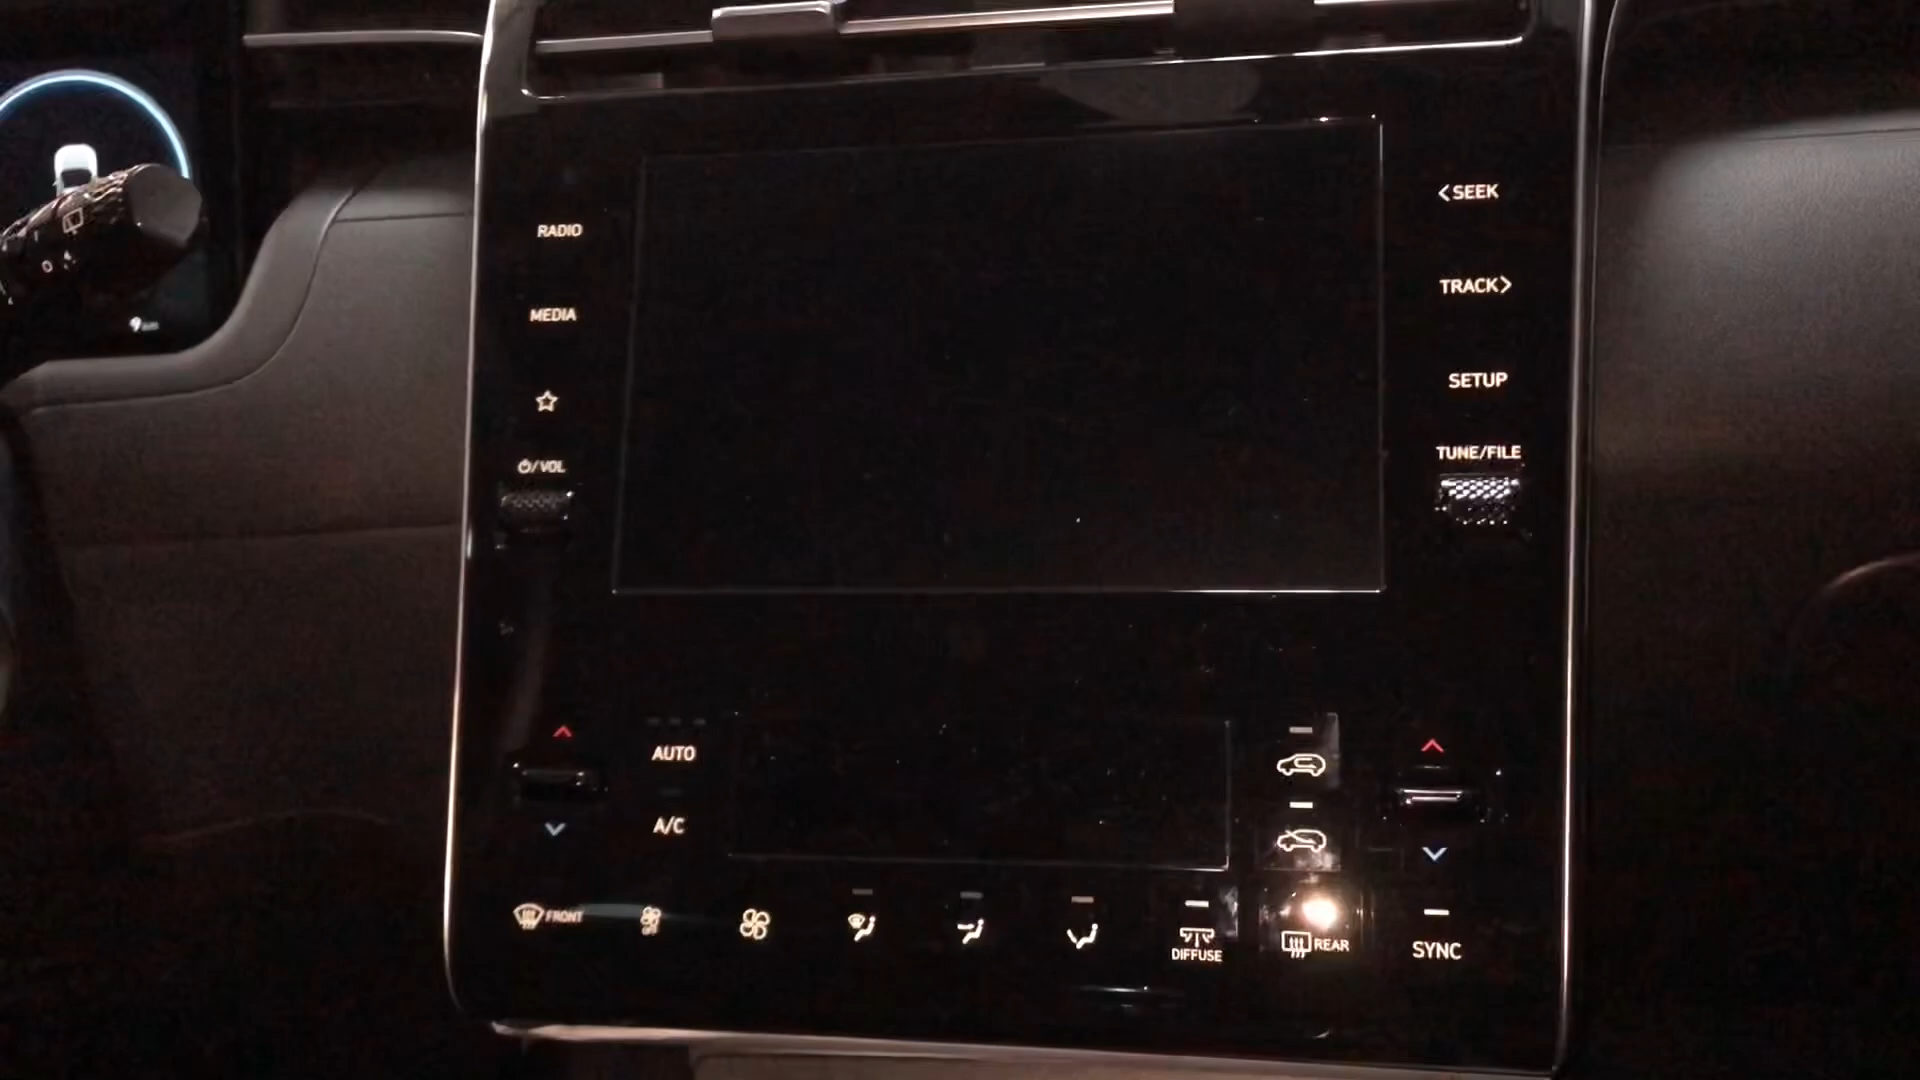 <SEEK
RADIO
TRACK>
MEDIA
SETUP
TUNE/FILE
/VOL
AUTO
A/C
FRONT
DIFFUSE
REAR
SYNC